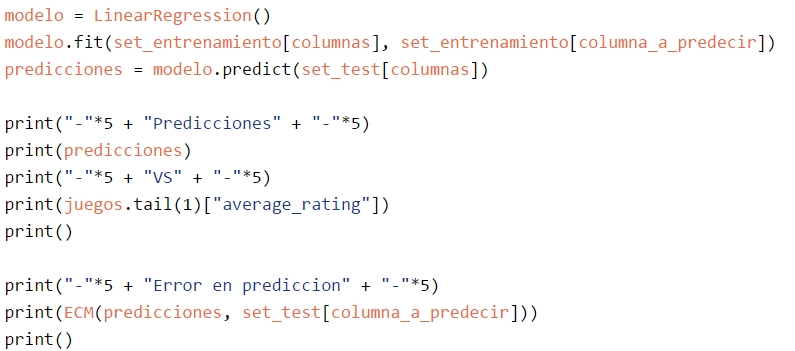 modelo = LinearRegression()
modelo.fit(set_entrenamiento[columnas], set_entrenamiento[columna_a_predecir])
predicciones = modelo.predict(set_test[columnas])
print("-"*5 + "Predicciones" + "-"*5)
print(predicciones)
print("-"*5 + "VS" + "-"*5)
print(juegos.tail(1)["average_rating"])
print()
print("-"*5 + "Error en prediccion" + "-"*5)
print(ECM(predicciones, set_test[columna_a_predecir]))
print()